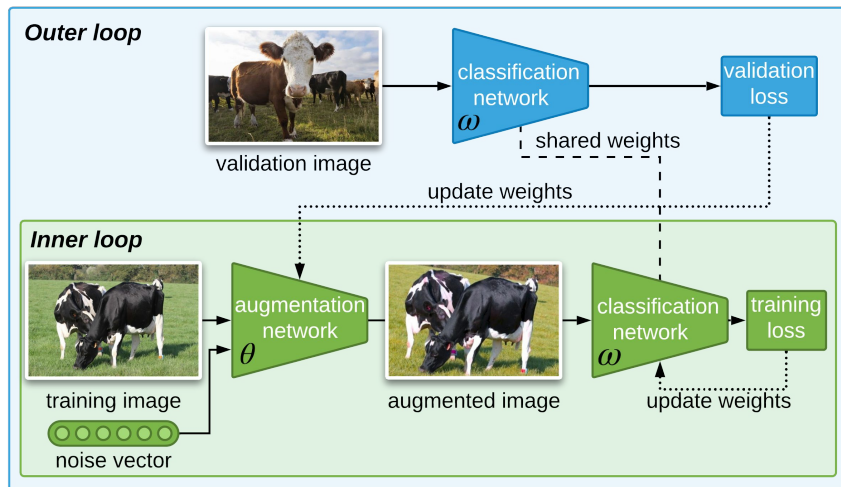 Outer loop
classification
network
ω
validation
loss
validation image
shared weights
update weights
Inner loop
augmentation
network
θ
classification
network
ω
training
loss
training image
augmented image
update weights
noise vector